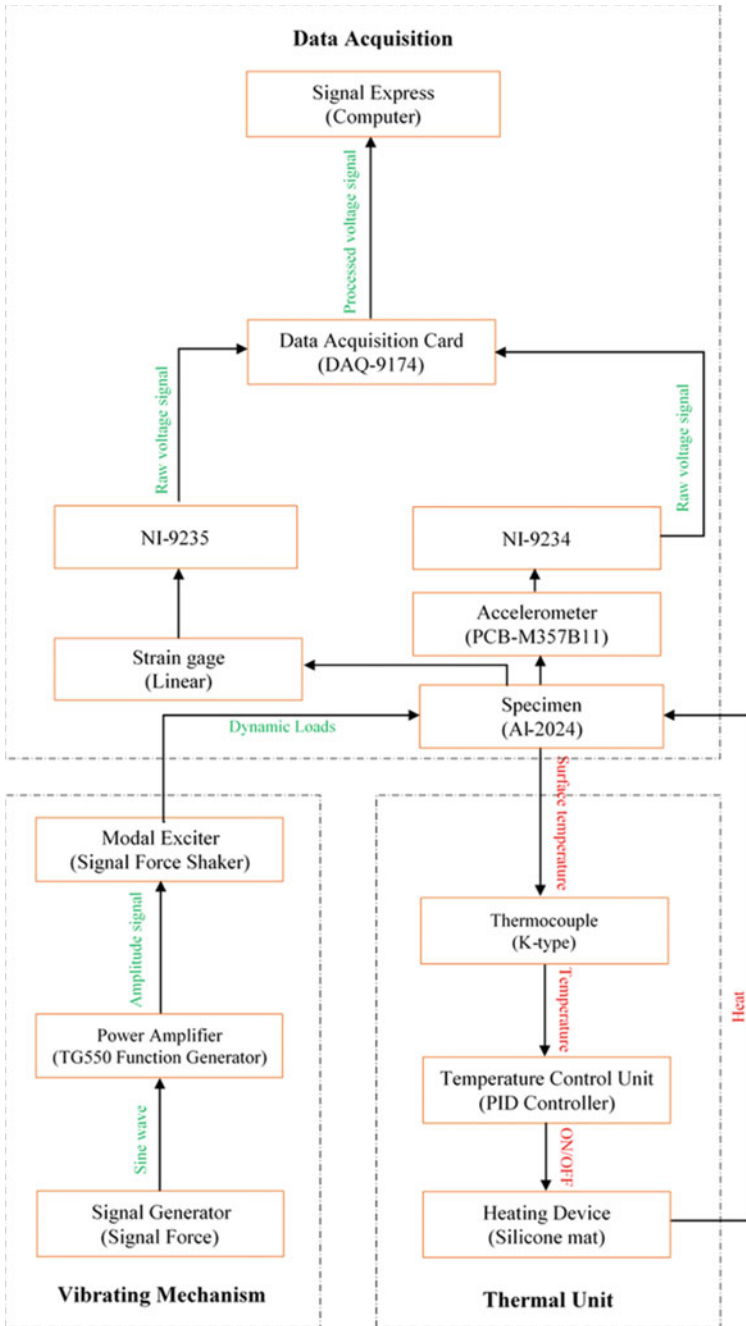 Data Acquisition
Signal Express
(Computer)
Processed voltage signal
Data Acquisition Card
(DAQ-9174)
Raw voltage signal
Raw voltage signal
NI-9235
NI-9234
Accelerometer
(PCB-M357B11)
Strain gage
(Linear)
Specimen
(Al-2024)
Dynamic Loads
Surface temperature
Modal Exciter
(Signal Force Shaker)
Thermocouple
(K-type)
Heat
Amplitude signal
Temperature
Power Amplifier
(TG550 Function Generator)
Temperature Control Unit
(PID Controller)
Sine wave
ON/OFF
Signal Generator
(Signal Force)
Heating Device
(Silicone mat)
Vibrating Mechanism
Thermal Unit